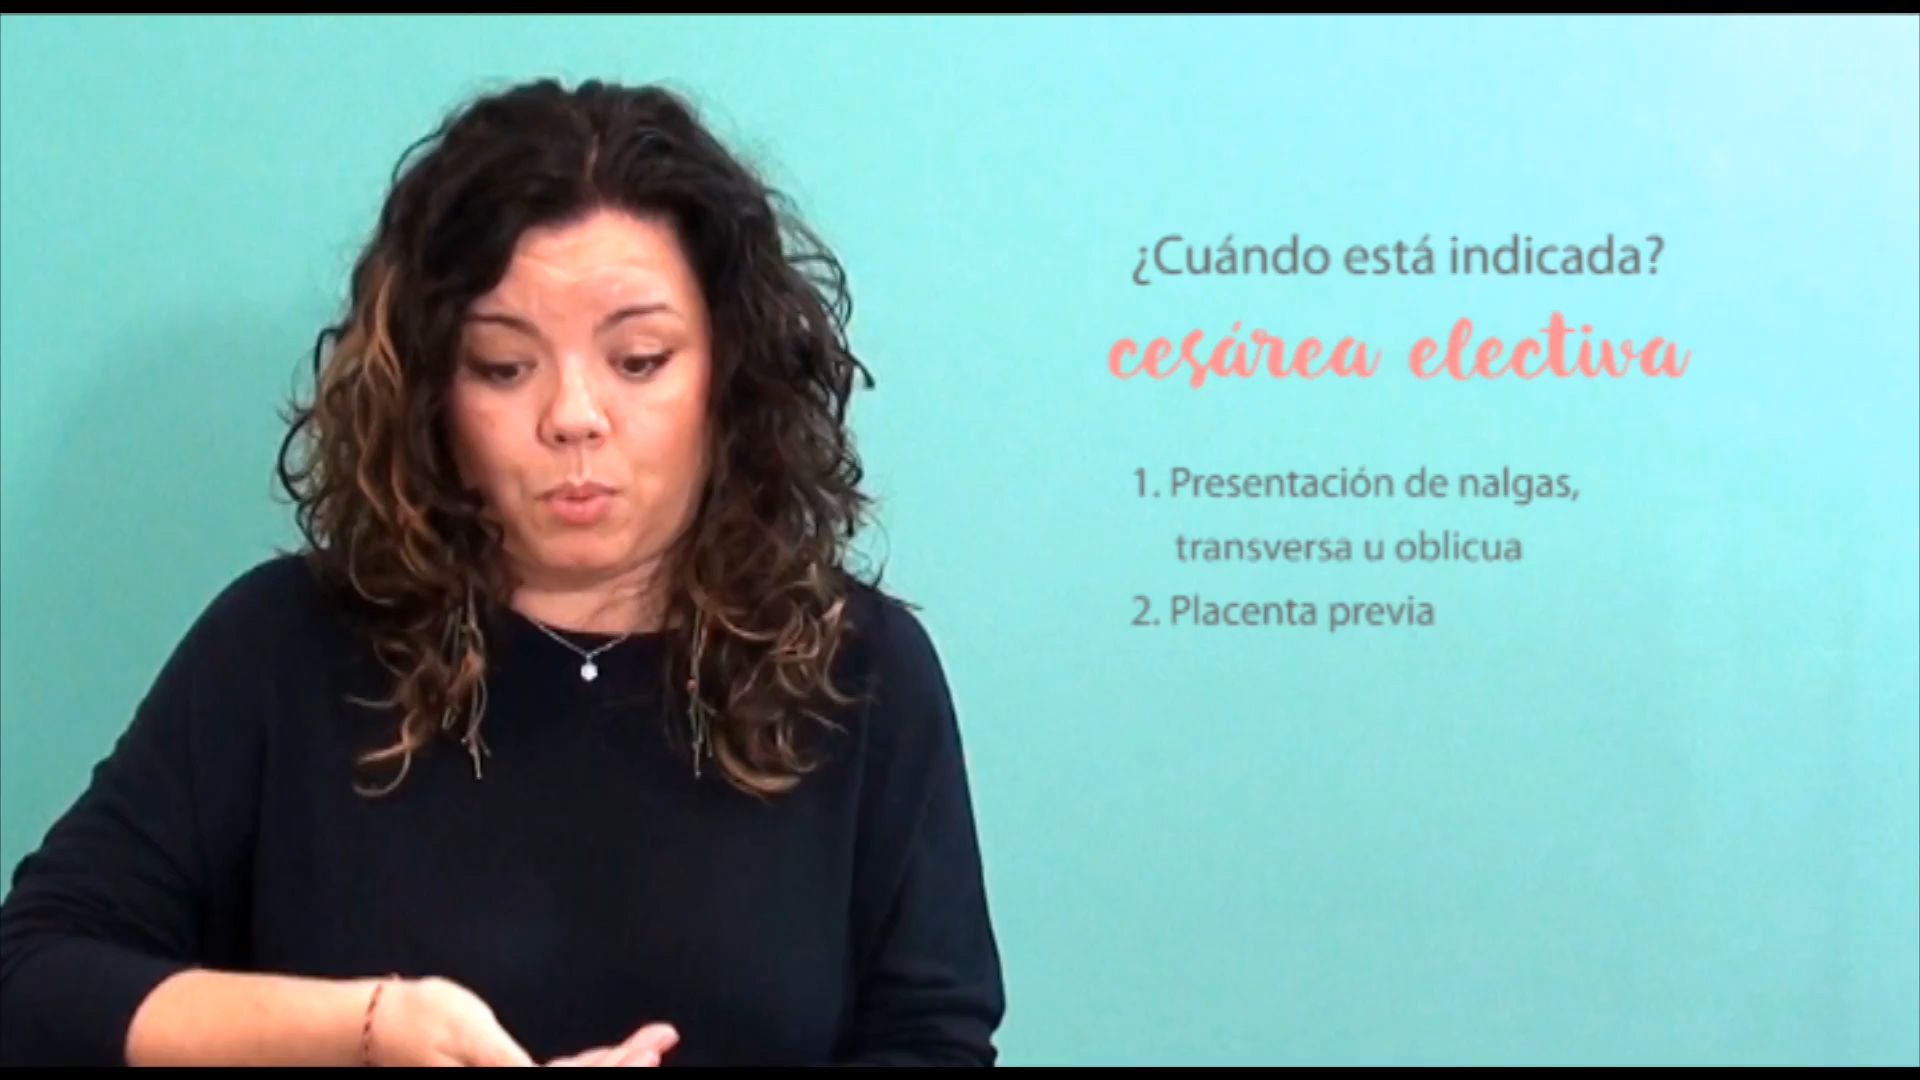 ¿Cuándo está indicada?
cesárea electiva
1. Presentación de nalgas,
transversa u oblicua
2. Placenta previa